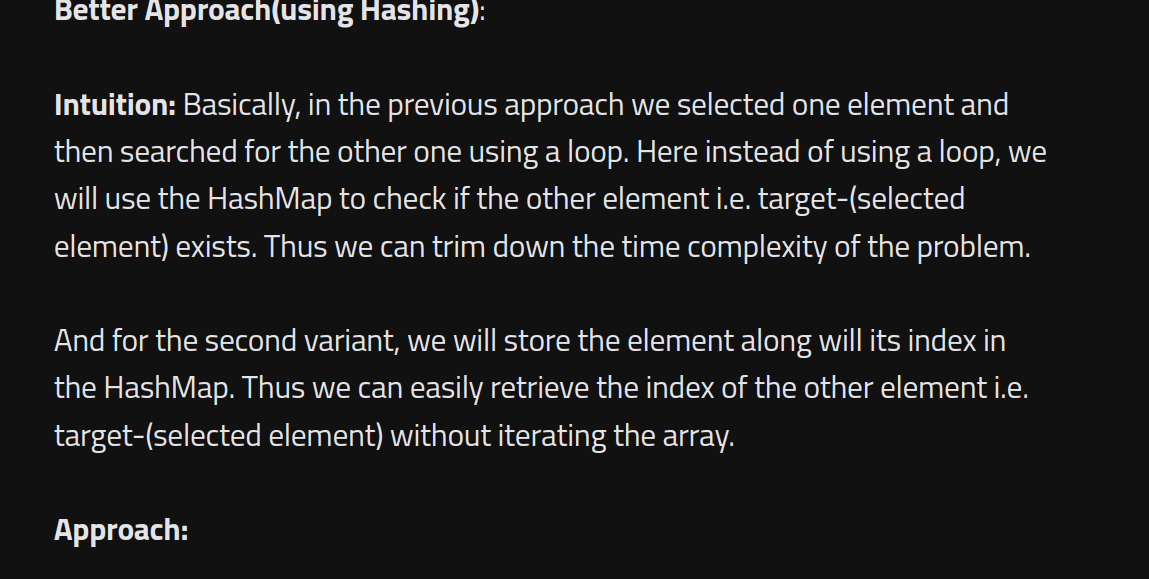 Better Approach(using Hashing):
Intuition: Basically, in the previous approach we selected one element and
then searched for the other one using a loop. Here instead of using a loop, we
will use the HashMap to check if the other element i.e. target-(selected
element) exists. Thus we can trim down the time complexity of the problem.
And for the second variant, we will store the element along will its index in
the HashMap. Thus we can easily retrieve the index of the other element i.e.
target-(selected element) without iterating the array.
Approach: